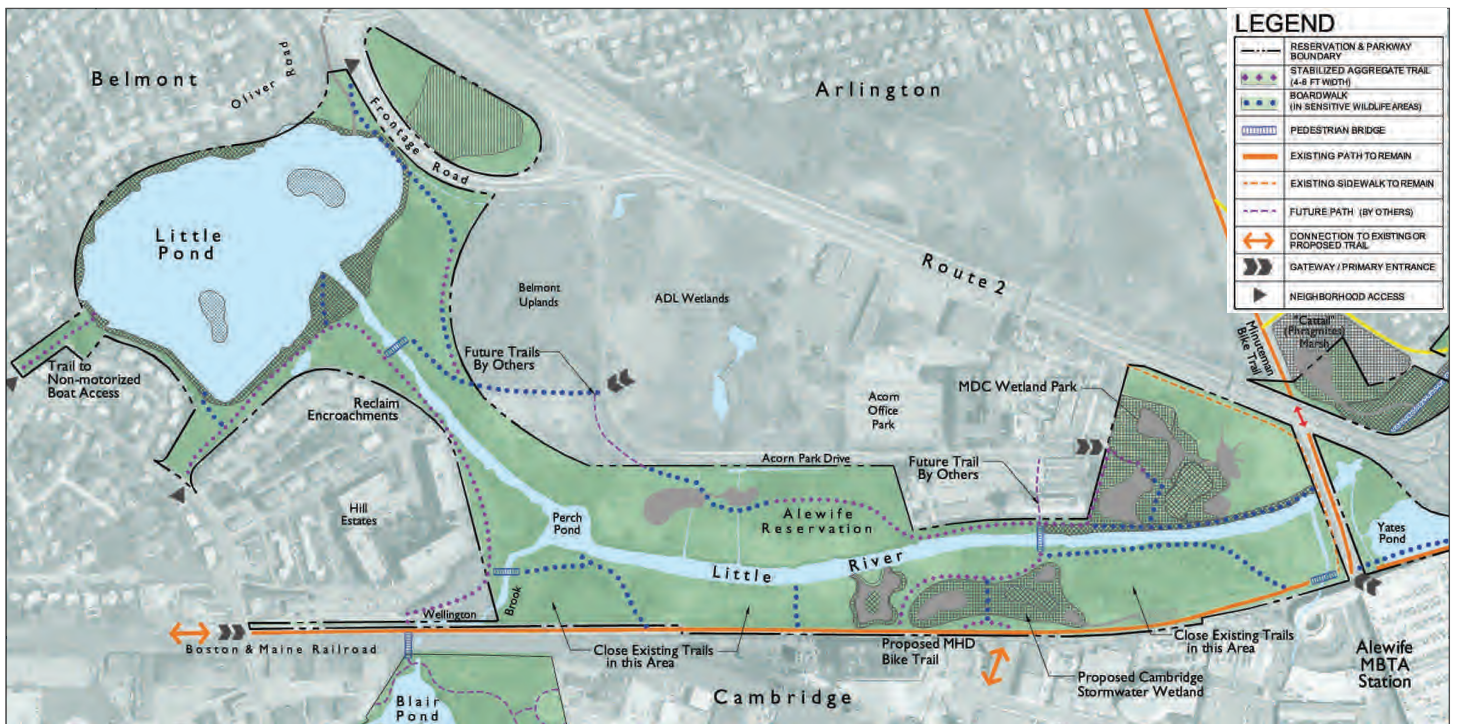 Belmont
Oliver Road
Frontage Road
Arlington
Little
Pond
Route 2
Belmont
Uplands
ADL Wetlands
Future Trails
By Others
Trail to
Non-motorized
Boat Access
Reclaim
Encroachments
Acorn
Office
Park
MDC Wetland Park
Acorn Park Drive
Future Trail
By Others
Hill
Estates
Perch
Pond
Alewife
Reservation
Little River
Minuteman
Bike Trail
"Cattail
(Phragmites)
Marsh
Yates
Pond
Wellington
Brook
Boston & Maine Railroad
Close Existing Trails
in this Area
Proposed MHD
Bike Trail
Proposed Cambridge
Stormwater Wetland
Close Existing Trails
in this Area
Alewife
MBTA
Station
Blair
Pond
Cambridge
LEGEND
RESERVATION & PARKWAY
BOUNDARY
STABILIZED AGGREGATE TRAIL
(4-6 FT WIDTH)
BOARDWALK
(IN SENSITIVE WILDLIFE AREAS)
PEDESTRIAN BRIDGE
EXISTING PATH TO REMAIN
EXISTING SIDEWALK TO REMAIN
FUTURE PATH (BY OTHERS)
CONNECTION TO EXISTING OR
PROPOSED TRAIL
GATEWAY / PRIMARY ENTRANCE
NEIGHBORHOOD ACCESS